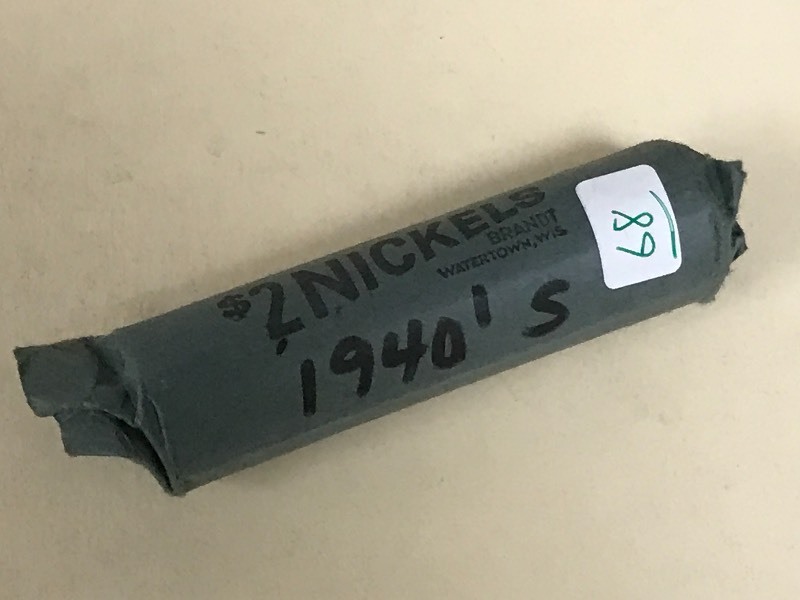 $2 NICKELS
BRANDT
WATERTOWN, WIS.
1940's
68